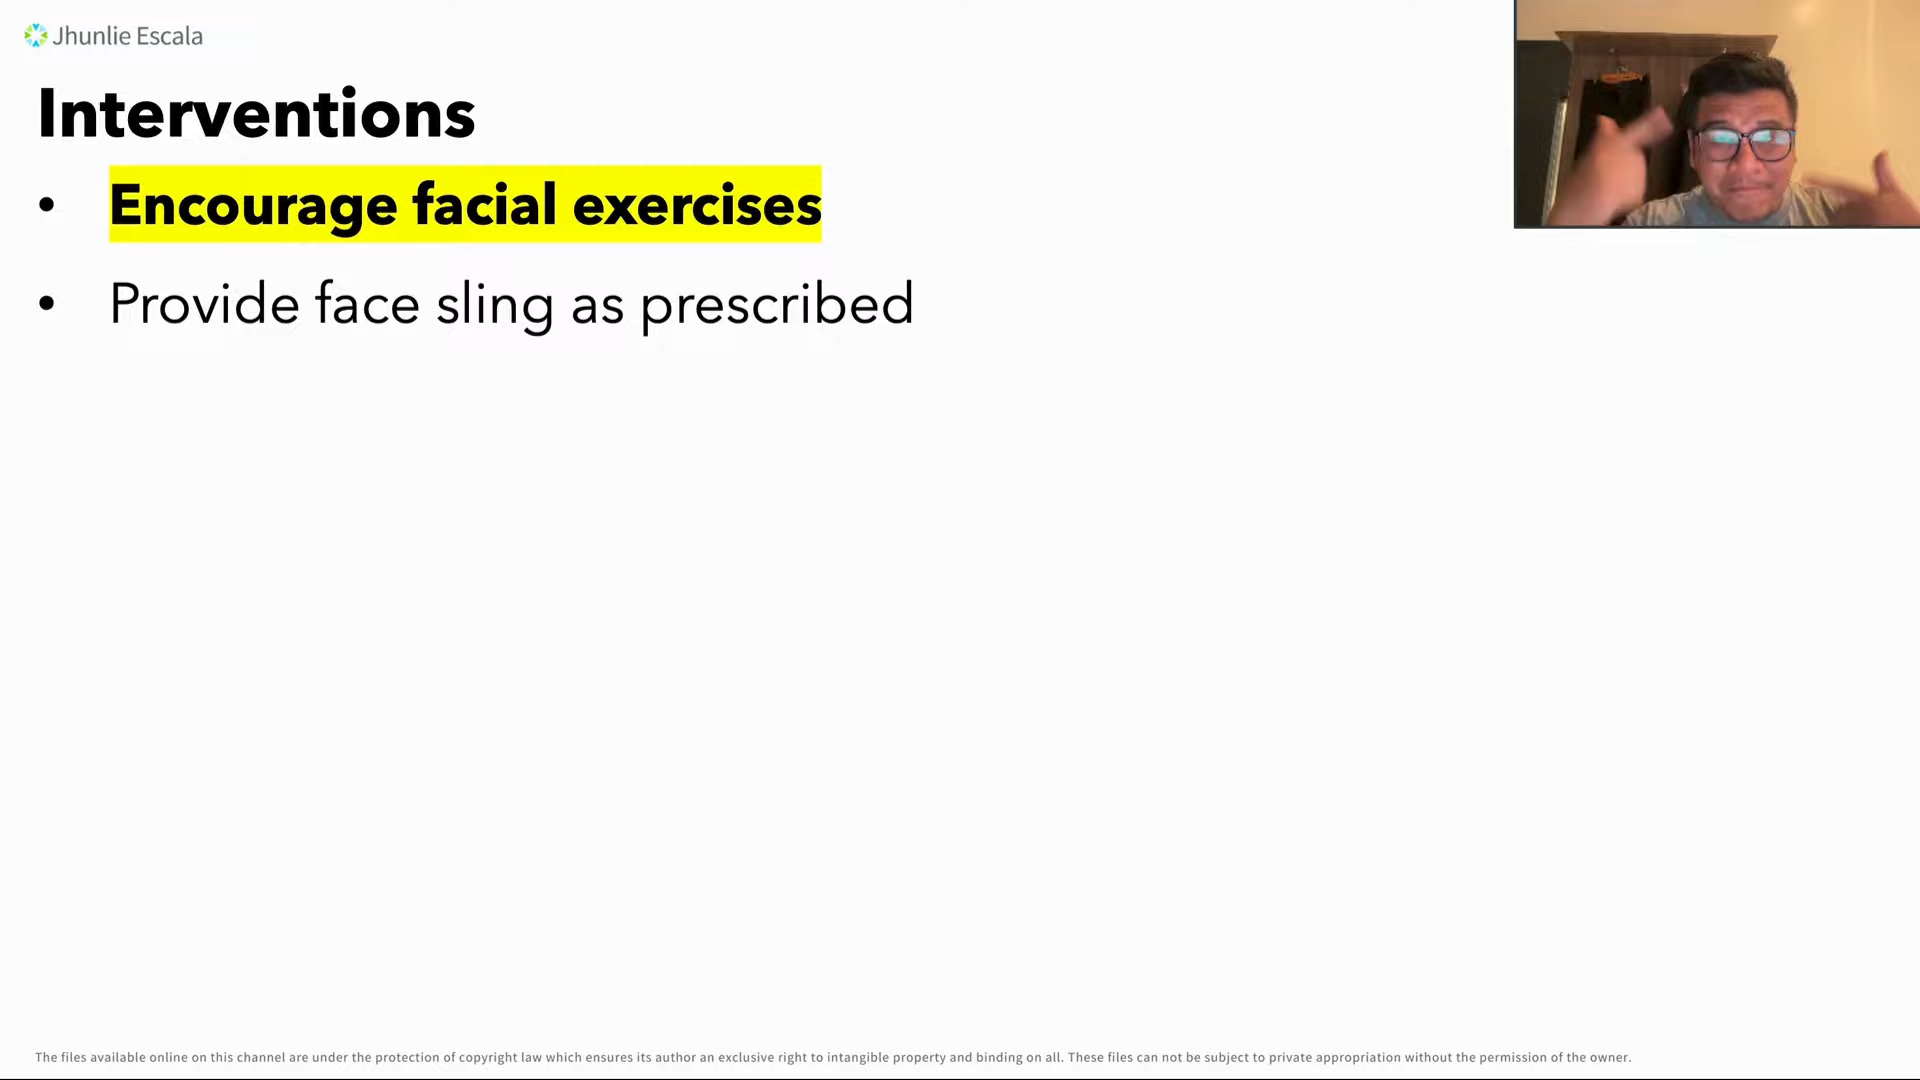 Jhunlie Escala
Interventions
• Encourage facial exercises
• Provide face sling as prescribed
The files available online on this channel are under the protection of copyright law which ensures its author an exclusive right to intangible property and binding on all. These files can not be subject to private appropriation without the permission of the owner.